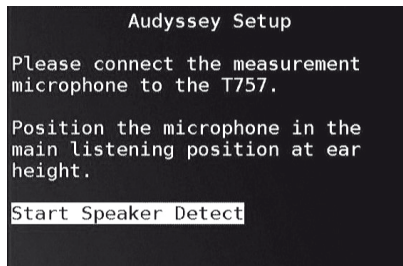 Audyssey Setup
Please connect the measurement
microphone to the T757.
Position the microphone in the
main listening position at ear
height.
Start Speaker Detect